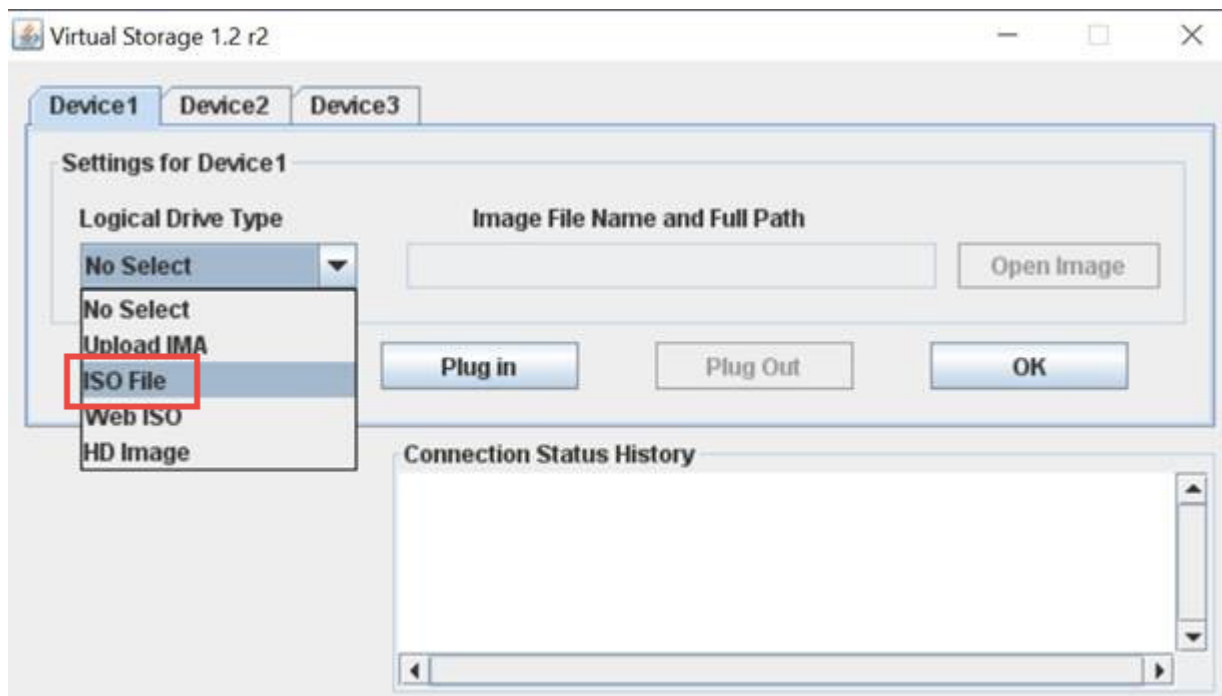 Virtual Storage 1.2 r2
Device1 Device2 Device3
Settings for Device1
Logical Drive Type Image File Name and Full Path
No Select Open Image
No Select
Upload IMA
ISO File
Web ISO
HD Image
Plug in Plug Out OK
Connection Status History